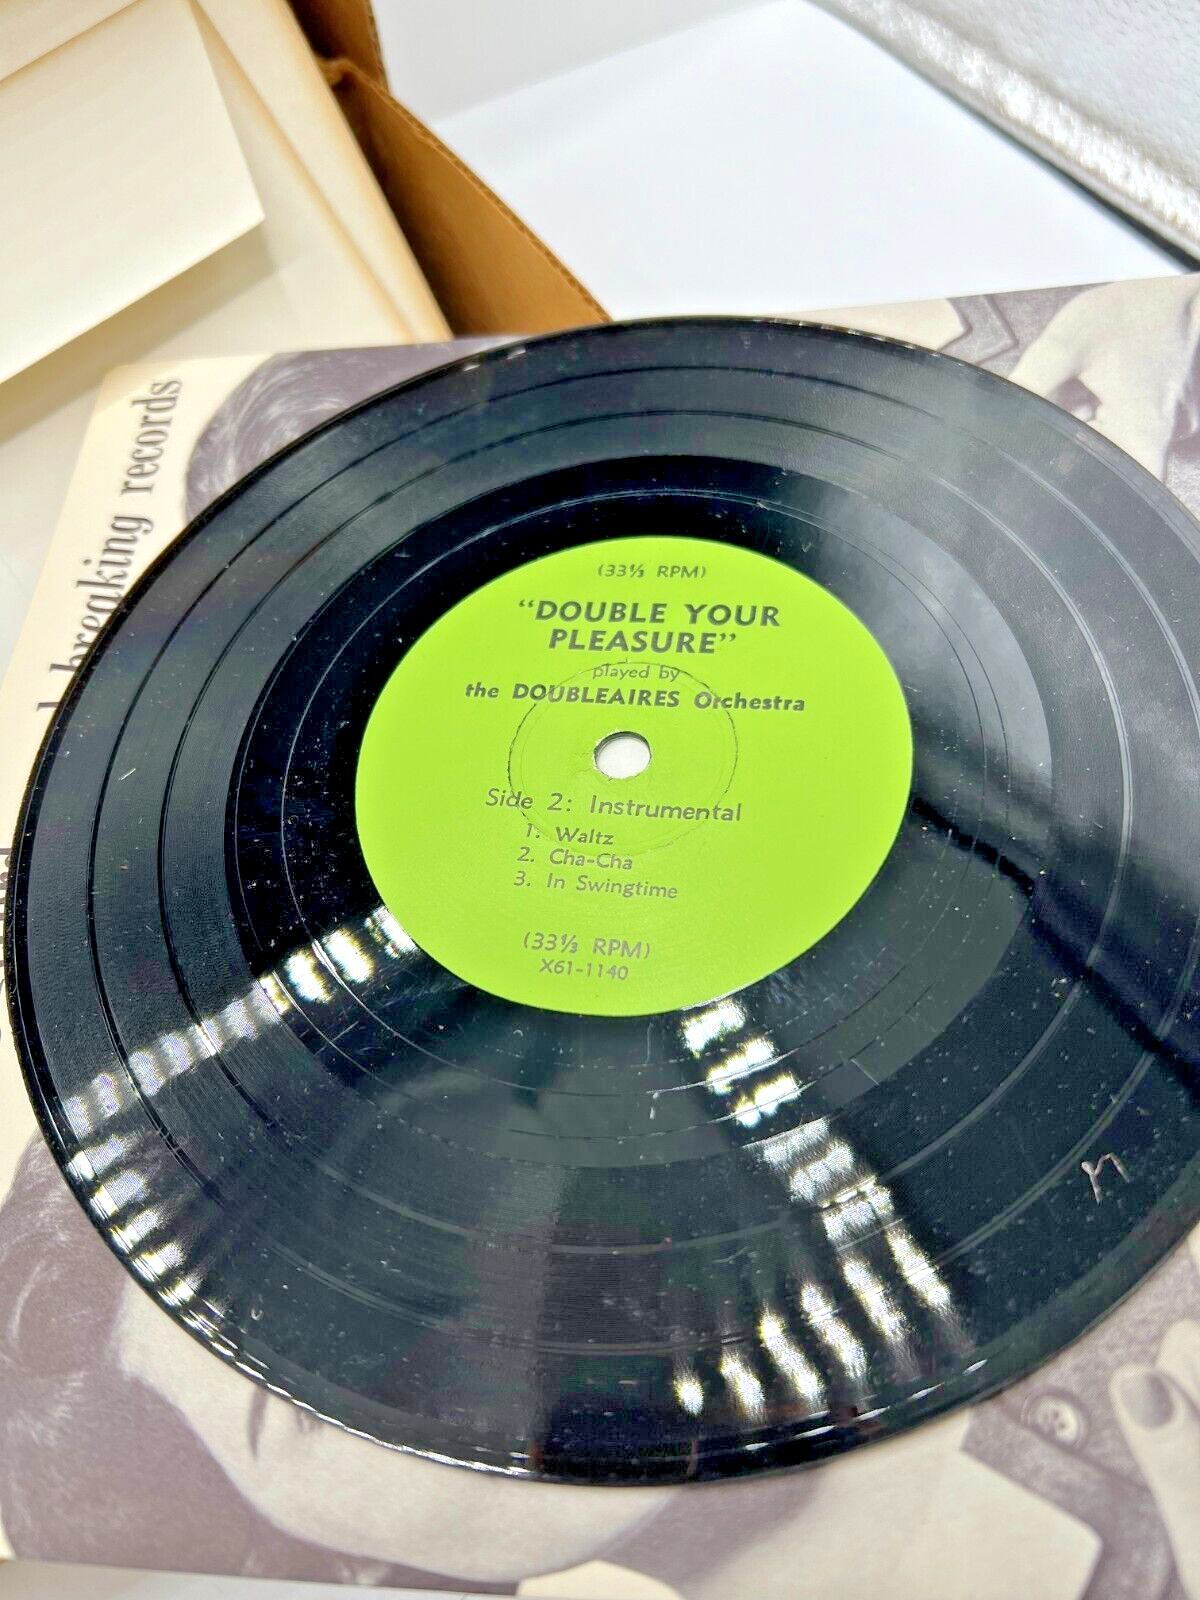 breaking records
(33⅓ RPM)
"DOUBLE YOUR
PLEASURE"
played by
the DOUBLEAIRES Orchestra
Side 2: Instrumental
1. Waltz
2. Cha-Cha
3. In Swingtime
(33⅓ RPM)
X61-1140